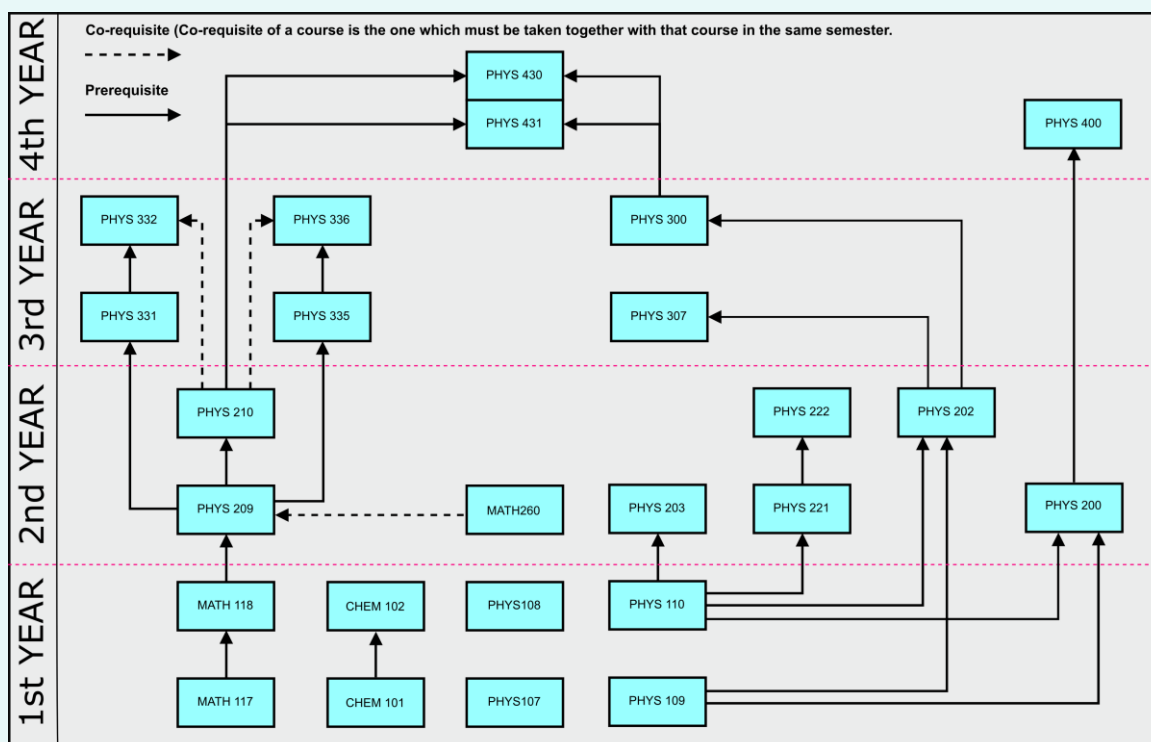 Co-requisite (Co-requisite of a course is the one which must be taken together with that course in the same semester.
Prerequisite
4th YEAR
PHYS 430
PHYS 431
PHYS 400
3rd YEAR
PHYS 332
PHYS 336
PHYS 300
PHYS 331
PHYS 335
PHYS 307
2nd YEAR
PHYS 210
PHYS 222
PHYS 202
PHYS 209
MATH260
PHYS 203
PHYS 221
PHYS 200
1st YEAR
MATH 118
CHEM 102
PHYS108
PHYS 110
MATH 117
CHEM 101
PHYS107
PHYS 109